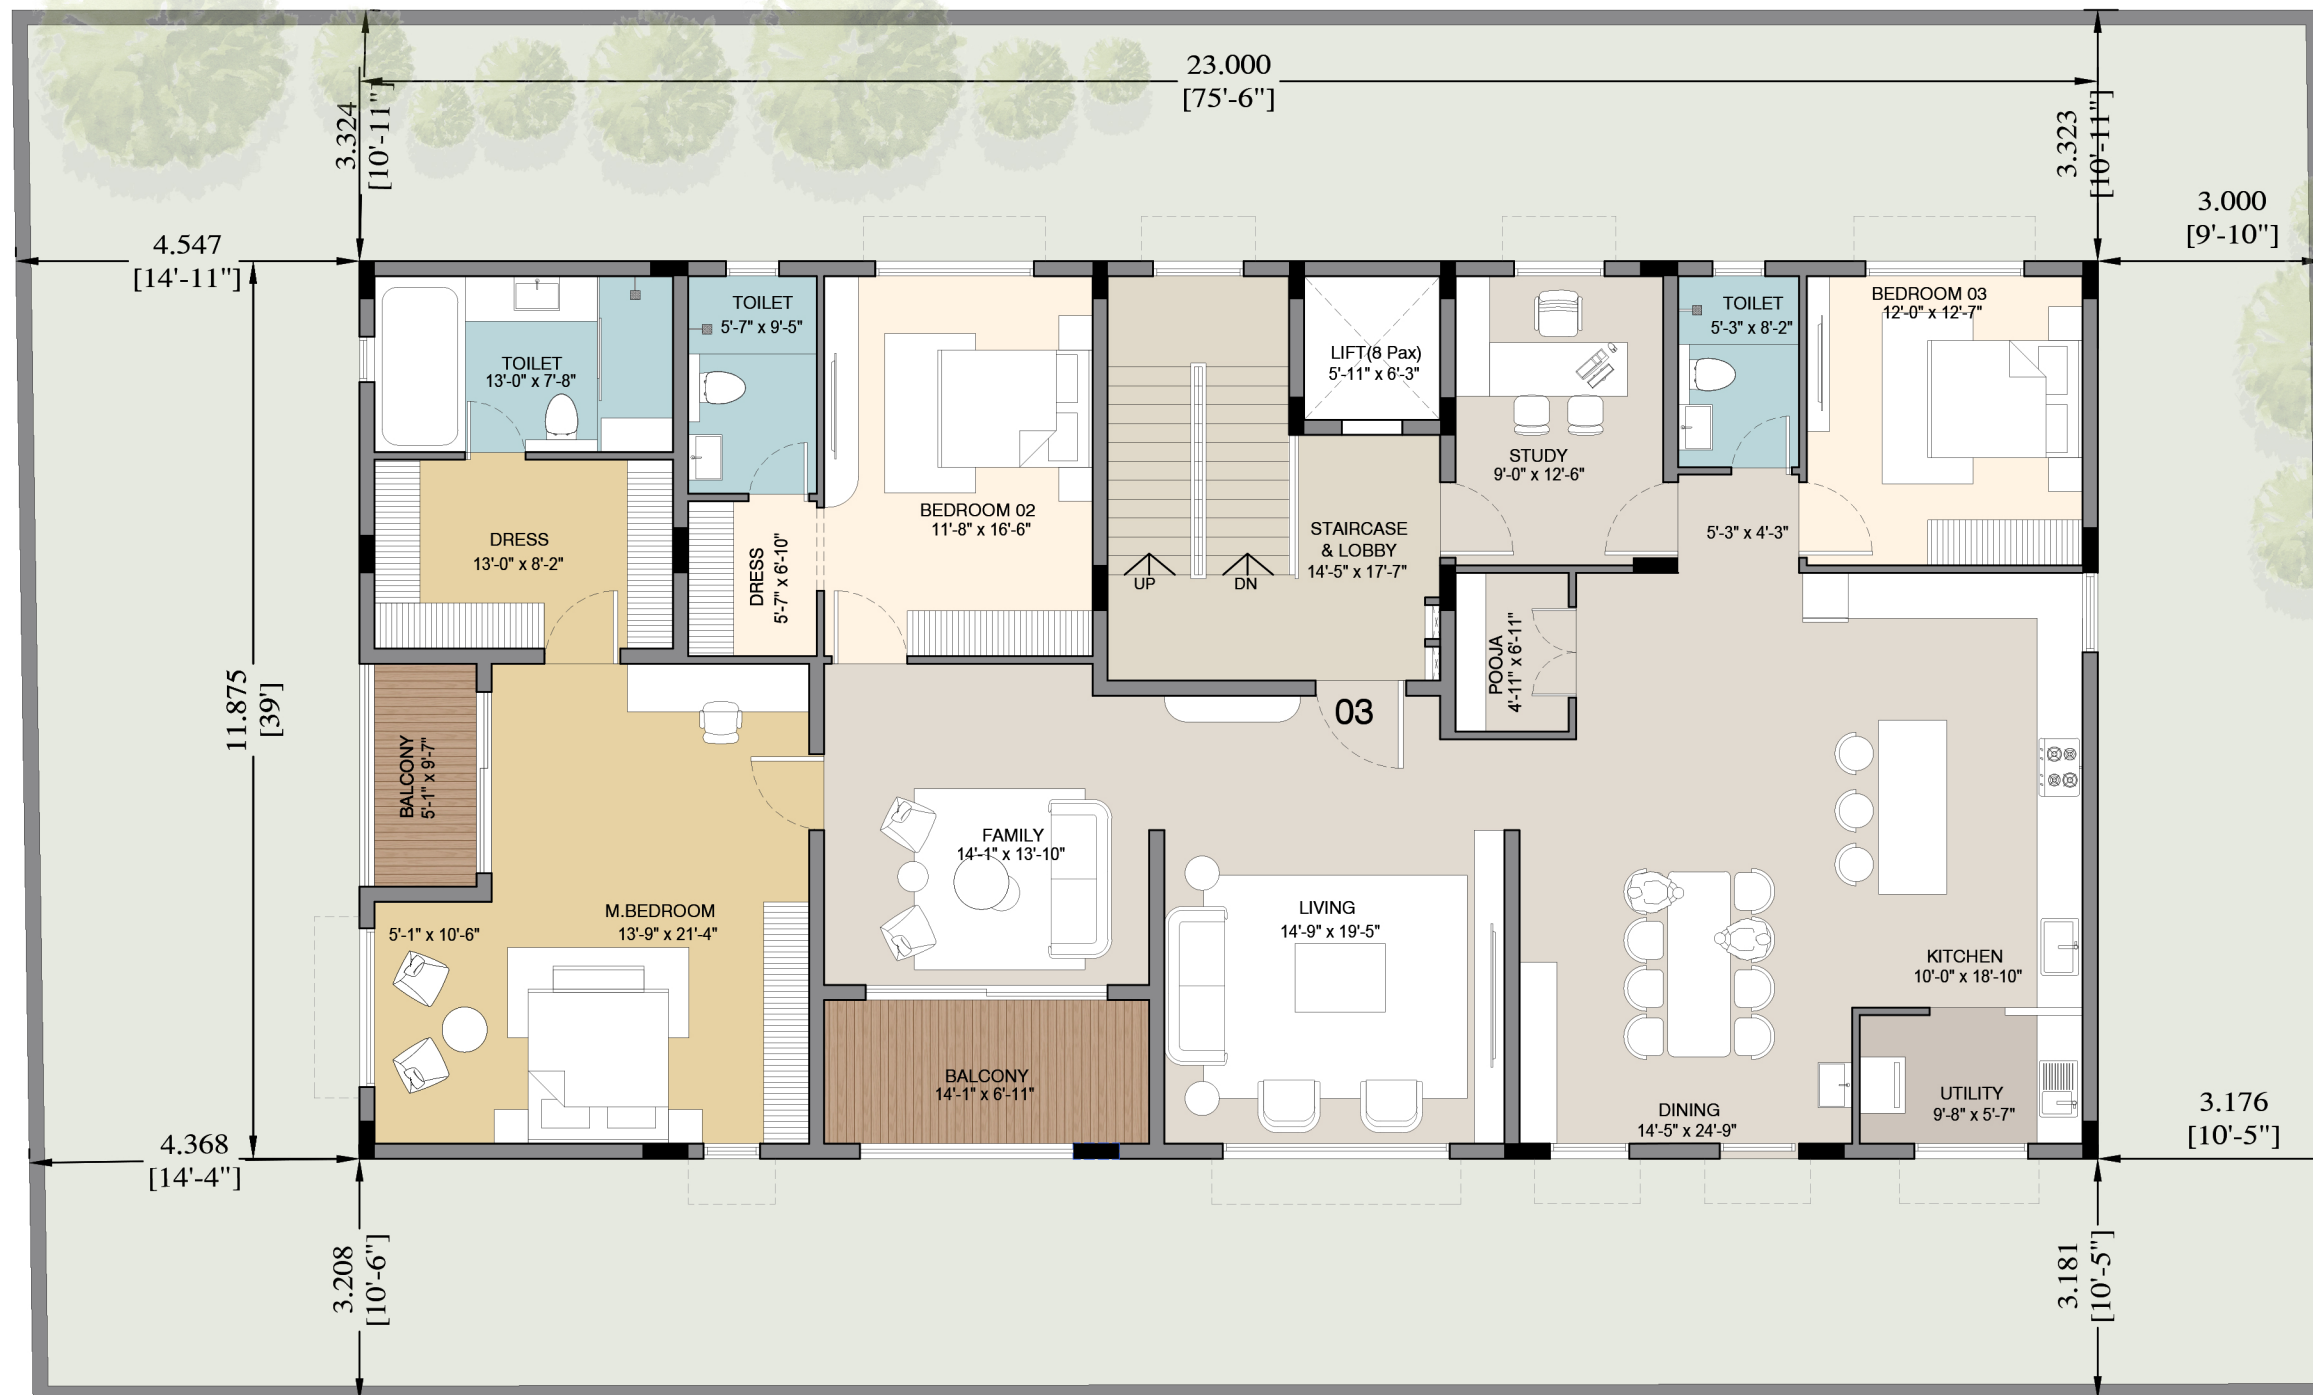 23.000
[75'-6"]
3.324
[10'-11"]
3.323
[10'-11"]
3.000
[9'-10"]
4.547
[14'-11"]
TOILET
13'-0" x 7'-8"
TOILET
5'-7" x 9'-5"
BEDROOM 02
11'-8" x 16'-6"
LIFT(8 Pax)
5'-11" x 6'-3"
STUDY
9'-0" x 12'-6"
TOILET
5'-3" x 8'-2"
BEDROOM 03
12'-0" x 12'-7"
DRESS
13'-0" x 8'-2"
DRESS
5'-7" x 6'-10"
UP
DN
STAIRCASE
& LOBBY
14'-5" x 17'-7"
5'-3" x 4'-3"
POOJA
4'-11" x 6'-11"
03
11.875
[39']
BALCONY
5'-1" x 9'-7"
FAMILY
14'-1" x 13'-10"
M.BEDROOM
13'-9" x 21'-4"
5'-1" x 10'-6"
LIVING
14'-9" x 19'-5"
KITCHEN
10'-0" x 18'-10"
BALCONY
14'-1" x 6'-11"
DINING
14'-5" x 24'-9"
UTILITY
9'-8" x 5'-7"
4.368
[14'-4"]
3.176
[10'-5"]
3.208
[10'-6"]
3.181
[10'-5"]